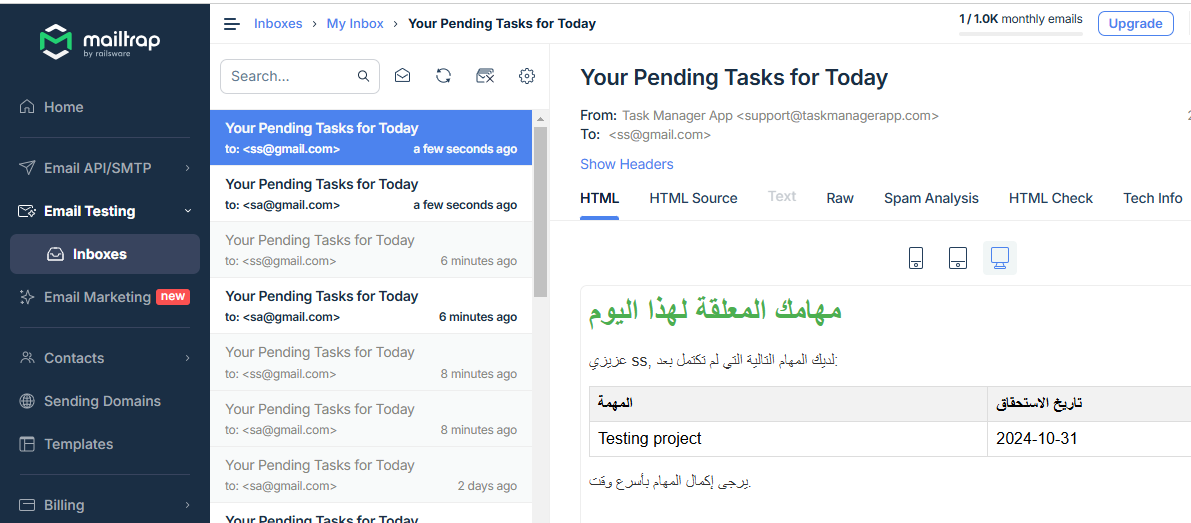 mailtrap
by railsware
Home
Email API/SMTP
Email Testing
Inboxes
Email Marketing new
Contacts
Sending Domains
Templates
Billing
Inboxes › My Inbox › Your Pending Tasks for Today
1 / 1.0K monthly emails
Upgrade
Search...
Your Pending Tasks for Today
to: <ss@gmail.com> a few seconds ago
Your Pending Tasks for Today
to: <sa@gmail.com> a few seconds ago
Your Pending Tasks for Today
to: <ss@gmail.com> 6 minutes ago
Your Pending Tasks for Today
to: <sa@gmail.com> 6 minutes ago
Your Pending Tasks for Today
to: <ss@gmail.com> 8 minutes ago
Your Pending Tasks for Today
to: <sa@gmail.com> 8 minutes ago
Your Pending Tasks for Today
to: <sa@gmail.com> 2 days ago
Your Pending Tasks for Today
Your Pending Tasks for Today
From: Task Manager App <support@taskmanagerapp.com>
To: <ss@gmail.com>
Show Headers
HTML HTML Source Text Raw Spam Analysis HTML Check Tech Info
مهامك المعلقة لهذا اليوم
عزيزي ss, لديك المهام التالية التي لم تكتمل بعد:
المهمة تاريخ الاستحقاق
Testing project 2024-10-31
يرجى إكمال المهام بأسرع وقت.